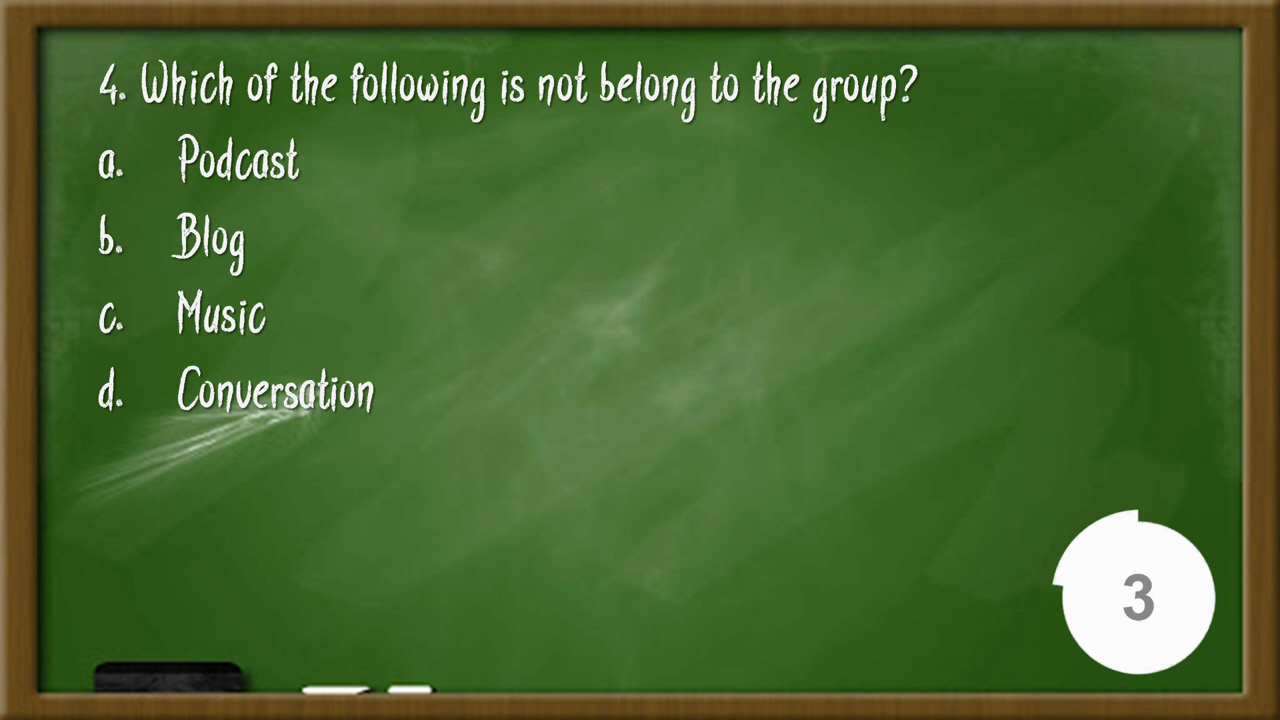 4. Which of the following is not belong to the group?
a. Podcast
b. Blog
c. Music
d. Conversation
3